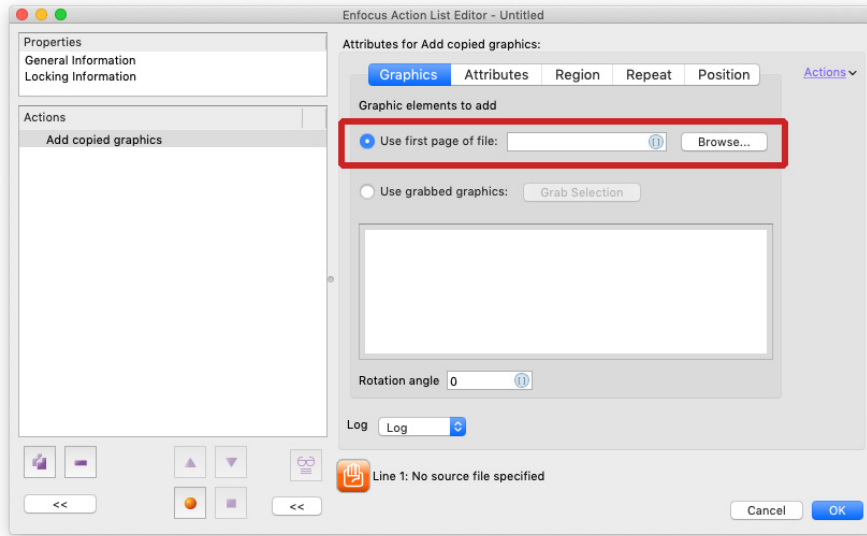 Enfocus Action List Editor - Untitled
Properties
General Information
Locking Information
Actions
Add copied graphics
<<
<<
Attributes for Add copied graphics:
Graphics Attributes Region Repeat Position
Actions
Graphic elements to add
Use first page of file: [] Browse...
Use grabbed graphics: Grab Selection
Rotation angle 0 []
Log Log
Line 1: No source file specified
Cancel OK